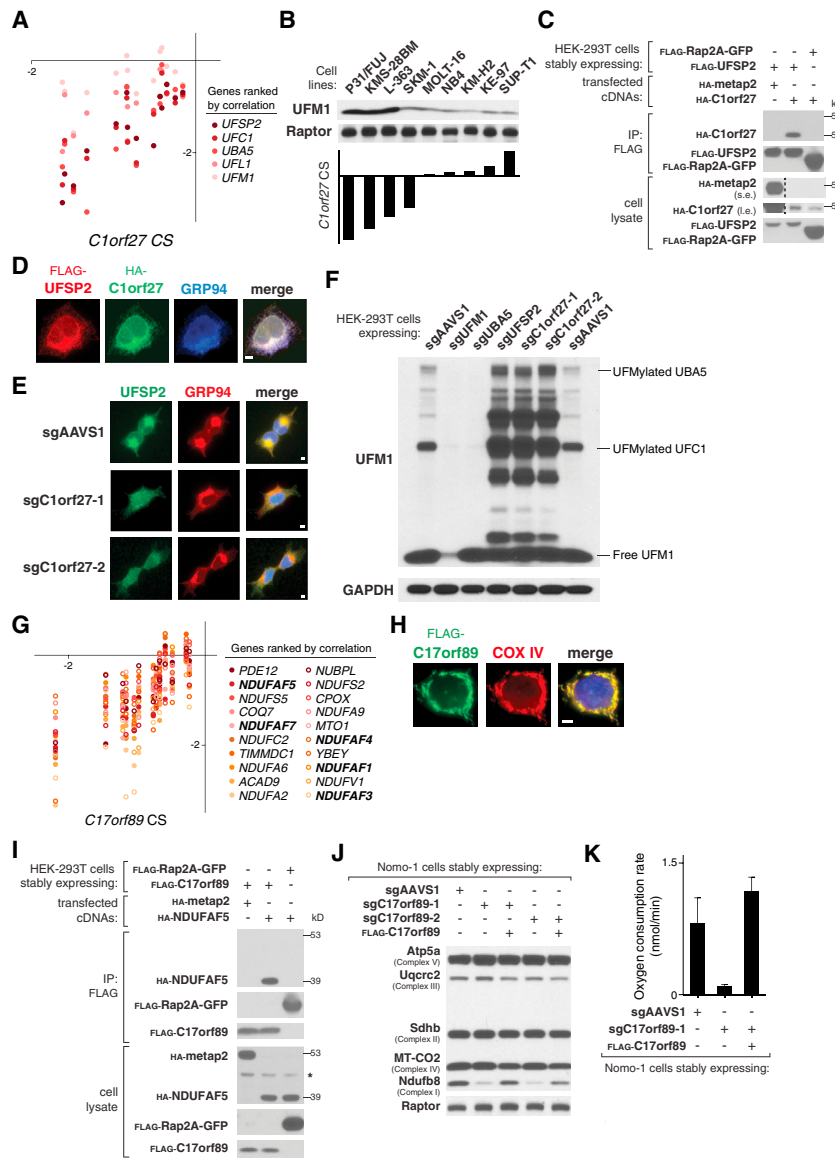 A
-2
-2
Genes ranked
by correlation
UFSP2
UFC1
UBA5
UFL1
UFM1
C1orf27 CS
B
Cell
lines:
P31/FUJ
KMS-28BM
L-363
SKM-1
MOLT-16
NB4
KM-H2
KE-97
SUP-T1
UFM1
Raptor
C1orf27 CS
C
HEK-293T cells
stably expressing:
FLAG-Rap2A-GFP - - +
FLAG-UFSP2 + + -
transfected
cDNAs:
HA-metap2 + - -
HA-C1orf27 - + +
IP:
FLAG
HA-C1orf27
FLAG-UFSP2
FLAG-Rap2A-GFP
cell
lysate
HA-metap2
(s.e.)
HA-C1orf27 (l.e.)
FLAG-UFSP2
FLAG-Rap2A-GFP
D
FLAG-
UFSP2
HA-
C1orf27
GRP94
merge
E
UFSP2
GRP94
merge
sgAAVS1
sgC1orf27-1
sgC1orf27-2
F
HEK-293T cells
expressing:
sgAAVS1
sgUFM1
sgUBA5
sgUFSP2
sgC1orf27-1
sgC1orf27-2
sgAAVS1
UFM1
UFMylated UBA5
UFMylated UFC1
Free UFM1
GAPDH
G
-2
-2
C17orf89 CS
Genes ranked by correlation
PDE12
NDUFAF5
NDUFS5
COQ7
NDUFAF7
NDUFC2
TIMMDC1
NDUFA6
ACAD9
NDUFA2
NUBPL
NDUFS2
CPOX
NDUFA9
MTO1
NDUFAF4
YBEY
NDUFAF1
NDUFV1
NDUFAF3
H
FLAG-
C17orf89
COX IV
merge
I
HEK-293T cells
stably expressing:
FLAG-Rap2A-GFP - - +
FLAG-C17orf89 + + -
transfected
cDNAs:
HA-metap2 + - -
HA-NDUFAF5 - + +
kD
IP:
FLAG
53
HA-NDUFAF5
39
FLAG-Rap2A-GFP
FLAG-C17orf89
cell
lysate
HA-metap2
53
*
HA-NDUFAF5
39
FLAG-Rap2A-GFP
FLAG-C17orf89
J
Nomo-1 cells stably expressing:
sgAAVS1 + - - - -
sgC17orf89-1 - + + - -
sgC17orf89-2 - - - + +
FLAG-C17orf89 - - + - +
Atp5a
(Complex V)
Uqcrc2
(Complex III)
Sdhb
(Complex II)
MT-CO2
(Complex IV)
Ndufb8
(Complex I)
Raptor
K
Oxygen consumption rate
(nmol/min)
1.5
0
sgAAVS1 + - -
sgC17orf89-1 - + +
FLAG-C17orf89 - - +
Nomo-1 cells stably expressing: